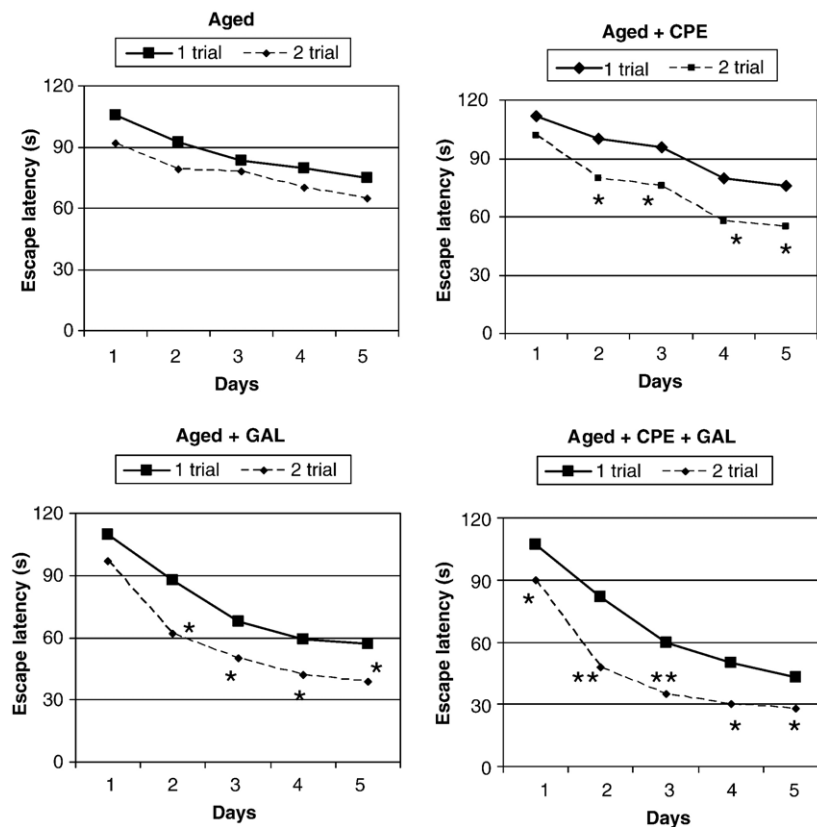 Aged
1 trial 2 trial
120
90
60
30
0
Escape latency (s)
1 2 3 4 5
Days
Aged + CPE
1 trial 2 trial
120
90
60
30
0
Escape latency (s)
* * * *
1 2 3 4 5
Days
Aged + GAL
1 trial 2 trial
120
90
60
30
0
Escape latency (s)
* * * *
1 2 3 4 5
Days
Aged + CPE + GAL
1 trial 2 trial
120
90
60
30
0
Escape latency (s)
* ** ** * *
1 2 3 4 5
Days